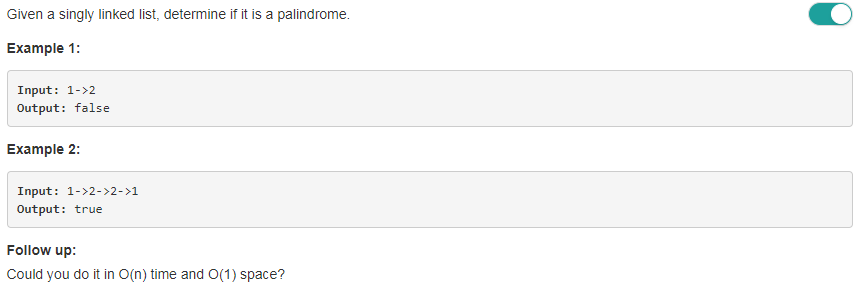 Given a singly linked list, determine if it is a palindrome.
Example 1:
Input: 1->2
Output: false
Example 2:
Input: 1->2->2->1
Output: true
Follow up:
Could you do it in O(n) time and O(1) space?